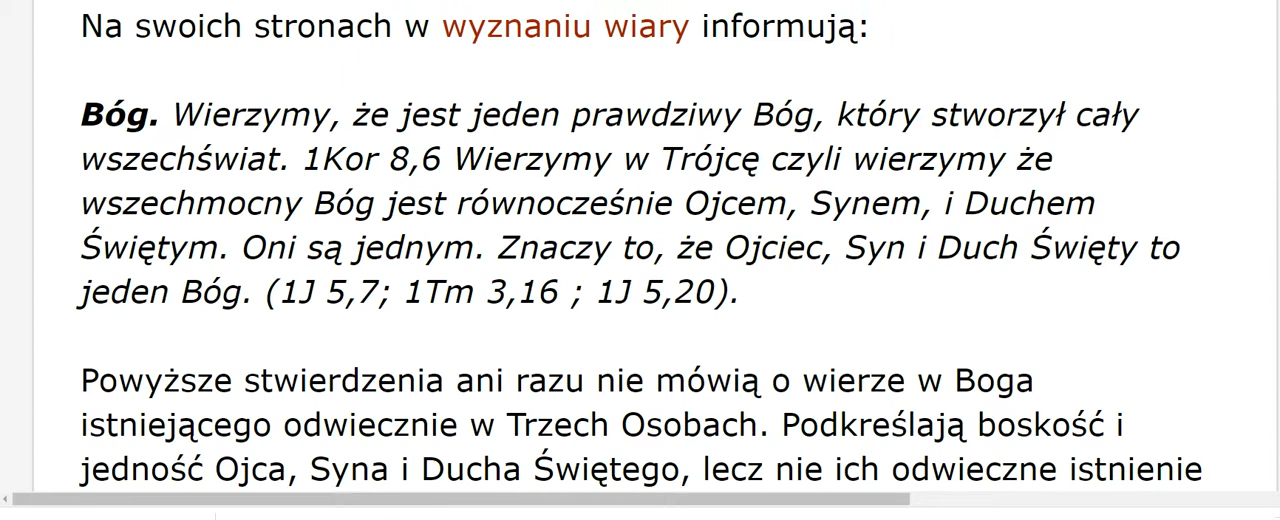 Na swoich stronach w wyznaniu wiary informują:
Bóg. Wierzymy, że jest jeden prawdziwy Bóg, który stworzył cały
wszechświat. 1Kor 8,6 Wierzymy w Trójcę czyli wierzymy że
wszechmocny Bóg jest równocześnie Ojcem, Synem, i Duchem
Świętym. Oni są jednym. Znaczy to, że Ojciec, Syn i Duch Święty to
jeden Bóg. (1J 5,7; 1Tm 3,16 ; 1J 5,20).
Powyższe stwierdzenia ani razu nie mówią o wierze w Boga
istniejącego odwiecznie w Trzech Osobach. Podkreślają boskość i
jedność Ojca, Syna i Ducha Świętego, lecz nie ich odwieczne istnienie